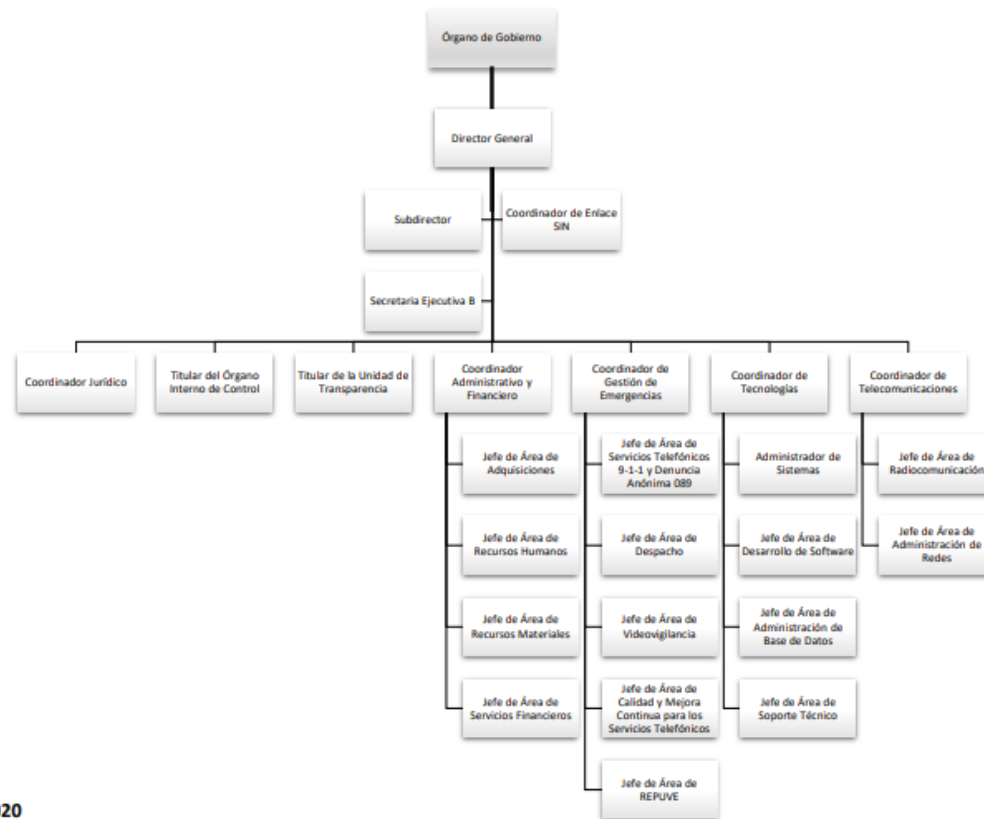 Órgano de Gobierno
Director General
Subdirector
Coordinador de Enlace
SIN
Secretaria Ejecutiva B
Coordinador Jurídico
Titular del Órgano
Interno de Control
Titular de la Unidad de
Transparencia
Coordinador
Administrativo y
Financiero
Coordinador de
Gestión de
Emergencias
Coordinador de
Tecnologías
Coordinador de
Telecomunicaciones
Jefe de Área de
Adquisiciones
Jefe de Área de
Servicios Telefónicos
9-1-1 y Denuncia
Anónima 089
Administrador de
Sistemas
Jefe de Área de
Radiocomunicación
Jefe de Área de
Recursos Humanos
Jefe de Área de
Despacho
Jefe de Área de
Desarrollo de Software
Jefe de Área de
Administración de
Redes
Jefe de Área de
Recursos Materiales
Jefe de Área de
Videovigilancia
Jefe de Área de
Administración de
Base de Datos
Jefe de Área de
Servicios Financieros
Jefe de Área de
Calidad y Mejora
Continua para los
Servicios Telefónicos
Jefe de Área de
Soporte Técnico
Jefe de Área de
REPUVE